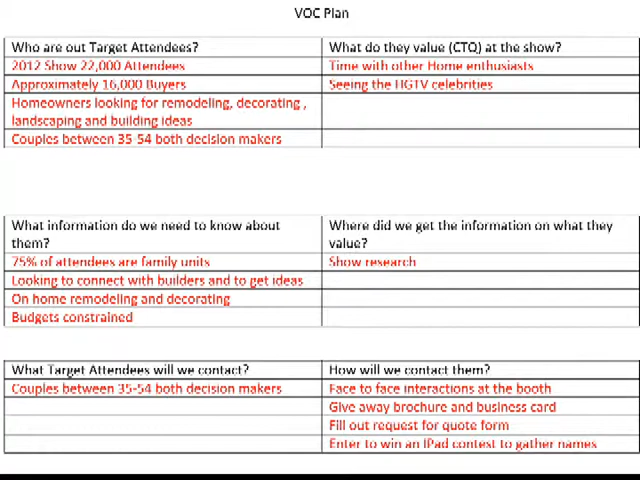 VOC Plan
Who are out Target Attendees?
What do they value (CTQ) at the show?
2012 Show 22,000 Attendees
Time with other Home enthusiasts
Approximately 16,000 Buyers
Seeing the HGTV celebrities
Homeowners looking for remodeling, decorating ,
landscaping and building ideas
Couples between 35-54 both decision makers
What information do we need to know about
them?
Where did we get the information on what they
value?
75% of attendees are family units
Show research
Looking to connect with builders and to get ideas
On home remodeling and decorating
Budgets constrained
What Target Attendees will we contact?
How will we contact them?
Couples between 35-54 both decision makers
Face to face interactions at the booth
Give away brochure and business card
Fill out request for quote form
Enter to win an IPad contest to gather names